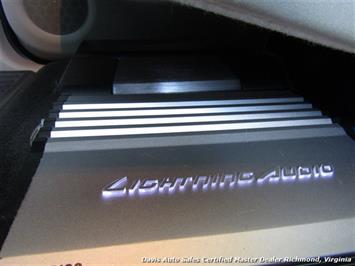 LIGHTNING AUDIO
Davis Auto Sales Certified Master Dealer Richmond, Virginia